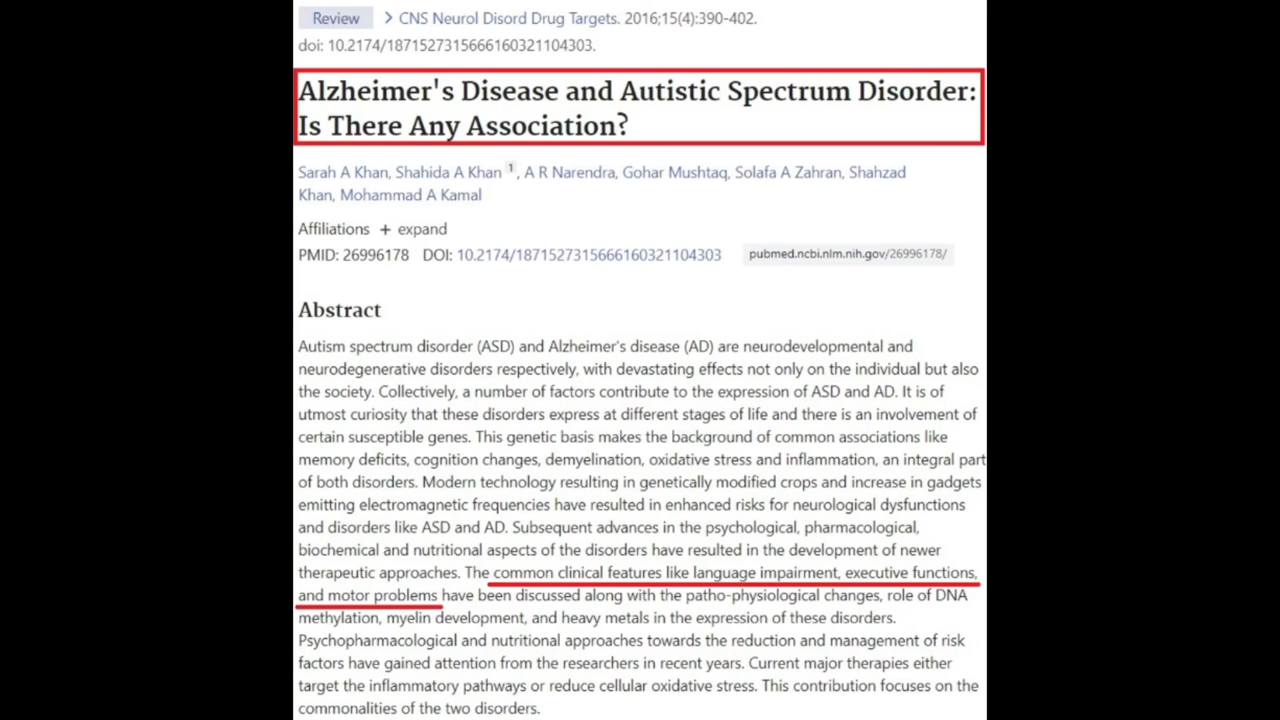 Review > CNS Neurol Disord Drug Targets. 2016;15(4):390-402.
doi: 10.2174/1871527315666160321104303.
Alzheimer's Disease and Autistic Spectrum Disorder:
Is There Any Association?
Sarah A Khan, Shahida A Khan 1, A R Narendra, Gohar Mushtaq, Solafa A Zahran, Shahzad
Khan, Mohammad A Kamal
Affiliations + expand
PMID: 26996178 DOI: 10.2174/1871527315666160321104303 pubmed.ncbi.nlm.nih.gov/26996178/
Abstract
Autism spectrum disorder (ASD) and Alzheimer's disease (AD) are neurodevelopmental and
neurodegenerative disorders respectively, with devastating effects not only on the individual but also
the society. Collectively, a number of factors contribute to the expression of ASD and AD. It is of
utmost curiosity that these disorders express at different stages of life and there is an involvement of
certain susceptible genes. This genetic basis makes the background of common associations like
memory deficits, cognition changes, demyelination, oxidative stress and inflammation, an integral part
of both disorders. Modern technology resulting in genetically modified crops and increase in gadgets
emitting electromagnetic frequencies have resulted in enhanced risks for neurological dysfunctions
and disorders like ASD and AD. Subsequent advances in the psychological, pharmacological,
biochemical and nutritional aspects of the disorders have resulted in the development of newer
therapeutic approaches. The common clinical features like language impairment, executive functions,
and motor problems have been discussed along with the patho-physiological changes, role of DNA
methylation, myelin development, and heavy metals in the expression of these disorders.
Psychopharmacological and nutritional approaches towards the reduction and management of risk
factors have gained attention from the researchers in recent years. Current major therapies either
target the inflammatory pathways or reduce cellular oxidative stress. This contribution focuses on the
commonalities of the two disorders.